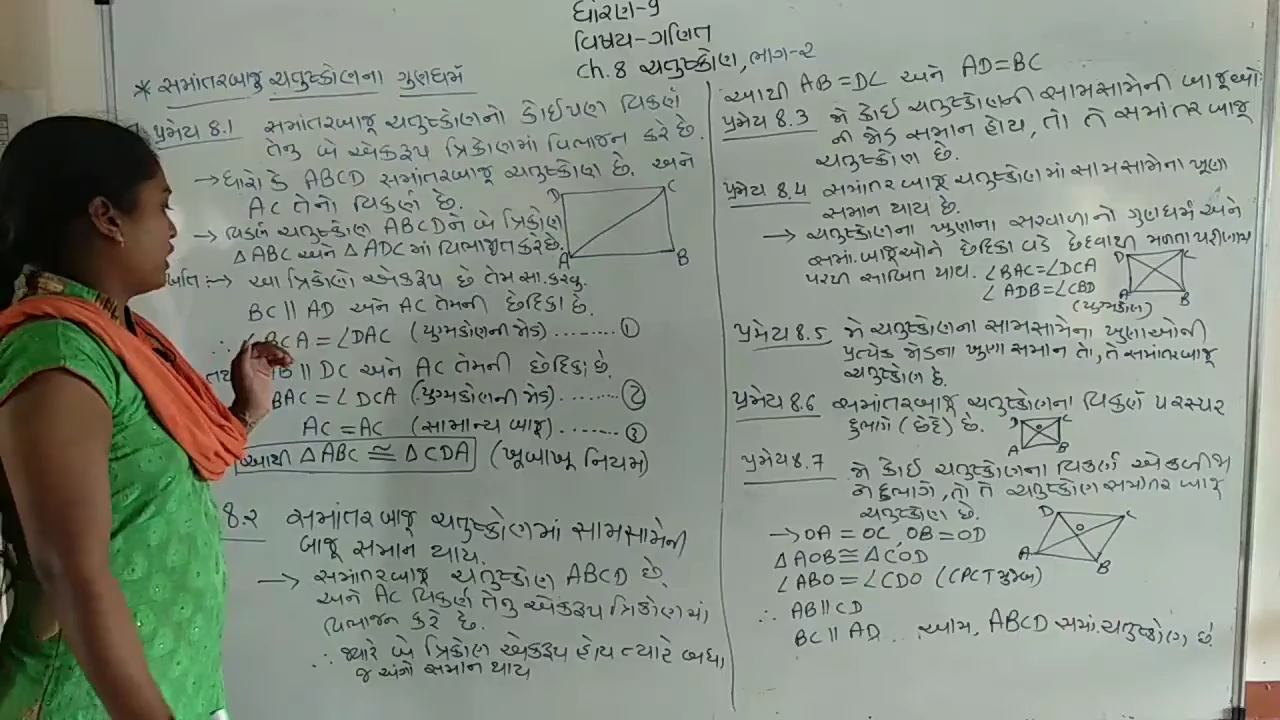 ધોરણ-9
વિષય-ગણિત
Ch.8 ચતુષ્કોણ, ભાગ-૨
* સમાંતરબાજુ ચતુષ્કોણના ગુણધર્મ
પ્રમેય 8.1 સમાંતરબાજૂ ચતુષ્કોણનો કોઈપણ વિકર્ણ
તેનુ બે એકરૂપ ત્રિકોણમાં વિભાજન કરે છે.
→ ધારો કે ABCD સમાંતરબાજૂ ચતુષ્કોણ છે. અને
AC તેનો વિકર્ણ છે.
→ વિકર્ણ ચતુષ્કોણ ABCDને બે ત્રિકોણ
△ABC અને △ADCમાં વિભાજીત કરે છે.
આ ત્રિકોણો એકરૂપ છે તેમ સા.કરવુ.
BC || AD અને AC તેમની છેદિકા છે.
∴ BCA = ∠DAC (યુગ્મકોણની જોડ) ......... ①
|| DC અને AC તેમની છેદિકા છે.
BAC = ∠DCA (યુગ્મકોણની જોડ) ........ ②
AC = AC (સામાન્ય બાજૂ) ........ ③
આથી △ABC ≅ △CDA (ખૂબાખૂ નિયમ)
D C
A B
8.૨ સમાંતર બાજૂ ચતુષ્કોણમાં સામસામેની
બાજૂ સમાન થાય.
→ સમાંતરબાજૂ ચતુષ્કોણ ABCD છે.
અને AC વિકર્ણ તેનુ એકરૂપ ત્રિકોણમાં
વિભાજન કરે છે.
∴ જ્યારે બે ત્રિકોણ એકરૂપ હોય ત્યારે બધા
જ અંગો સમાન થાય
આથી AB = DC અને AD = BC
પ્રમેય 8.3 જો કોઈ ચતુષ્કોણની સામસામેની બાજૂઓ
ની જોડ સમાન હોય, તો તે સમાંતર બાજૂ
ચતુષ્કોણ છે.
પ્રમેય 8.4 સમાંતર બાજૂ ચતુષ્કોણમાં સામસામેના ખૂણા
સમાન થાય છે.
→ ચતુષ્કોણના ખુણાના સરવાળાનો ગુણધર્મ અને
સમા.બાજૂઓને છેદિકા વડે છેદવાથી મળતા પરીણામ
પરથી સાબિત થાય. ∠BAC = ∠DCA
∠ADB = ∠CBD
(યુગ્મકોણ)
D C
A B
પ્રમેય 8.5 જો ચતુષ્કોણના સામસામેના ખુણાઓની
પ્રત્યેક જોડના ખુણા સમાન તો, તે સમાંતરબાજૂ
ચતુષ્કોણ છે.
પ્રમેય 8.6 સમાંતરબાજૂ ચતુષ્કોણના વિકર્ણ પરસ્પર
દુભાગે (છેદે) છે.
D C
O
A B
પ્રમેય 8.7 જો કોઈ ચતુષ્કોણના વિકર્ણ એકબીજા
ને દુભાગે, તો તે ચતુષ્કોણ સમાંતર બાજૂ
ચતુષ્કોણ છે.
→ OA = OC, OB = OD
△AOB ≅ △COD
∠ABO = ∠CDO (CPCT મુજબ)
∴ AB || CD
BC || AD ... આમ, ABCD સમાં.ચતુષ્કોણ છે
D C
O
A B